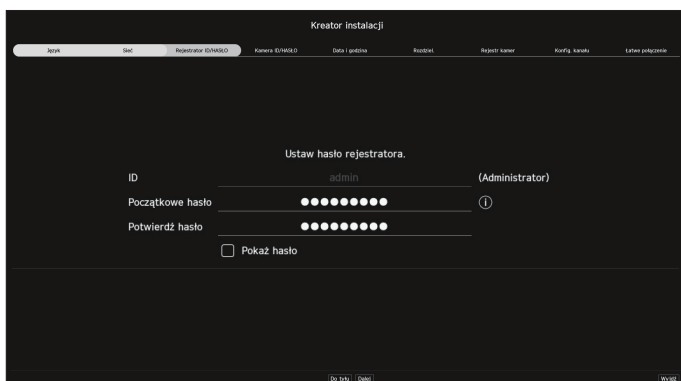 Kreator instalacji
Język Sieć Rejestrator ID/HASŁO Kamera ID/HASŁO Data i godzina Rozdziel. Rejestr kamer Konfig. kanału Łatwe połączenie
Ustaw hasło rejestratora.
ID admin (Administrator)
Początkowe hasło ●●●●●●●●● i
Potwierdź hasło ●●●●●●●●●
Pokaż hasło
Do tyłu Dalej Wyjdź